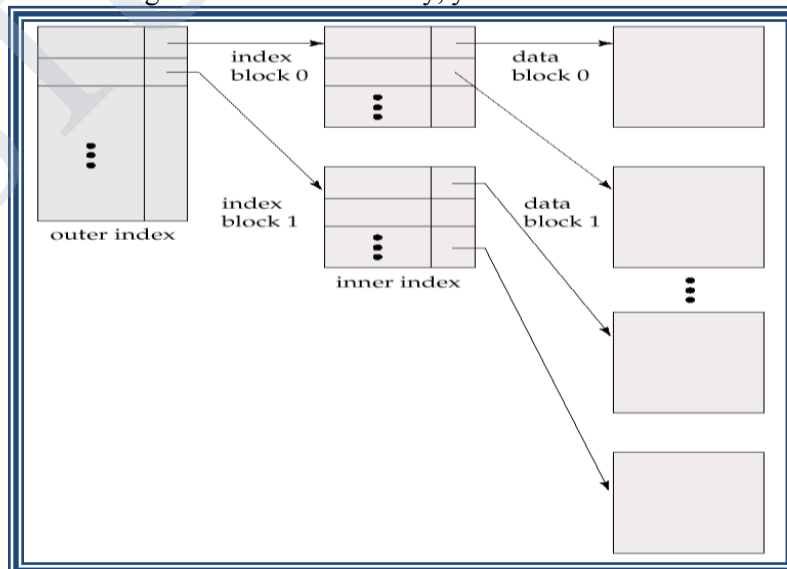 index
block 0
data
block 0
outer index
index
block 1
data
block 1
inner index